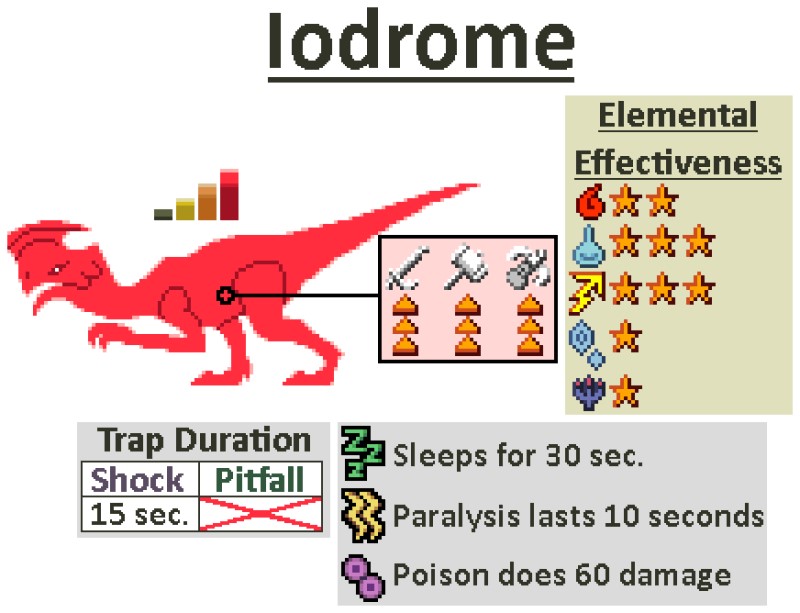 Iodrome
Elemental
Effectiveness
Trap Duration
Shock Pitfall
15 sec.
Sleeps for 30 sec.
Paralysis lasts 10 seconds
Poison does 60 damage